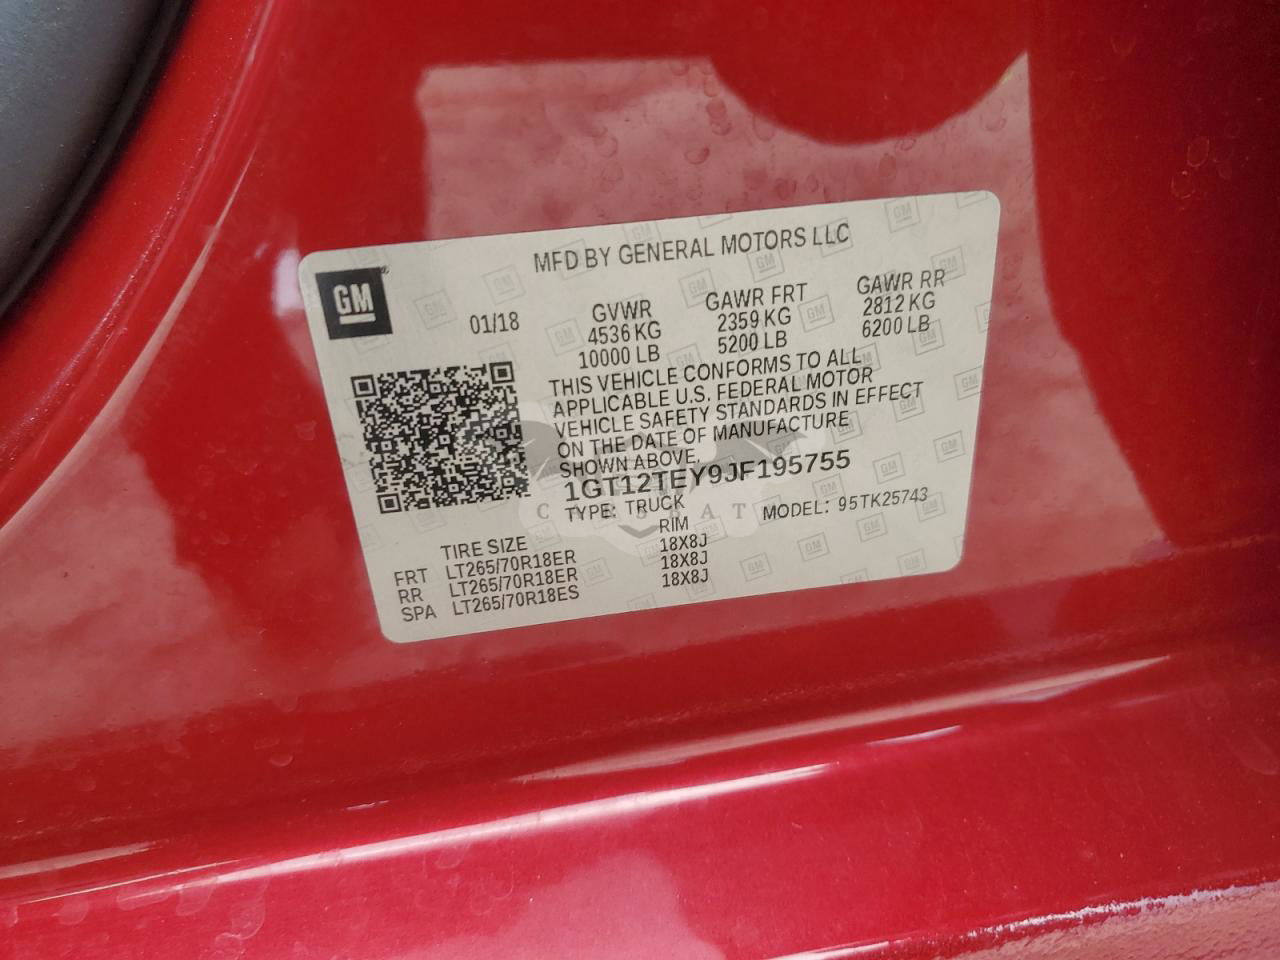 MFD BY GENERAL MOTORS LLC
GM
01/18
GVWR
4536 KG
10000 LB
GAWR FRT
2359 KG
5200 LB
GAWR RR
2812 KG
6200 LB
THIS VEHICLE CONFORMS TO ALL
APPLICABLE U.S. FEDERAL MOTOR
VEHICLE SAFETY STANDARDS IN EFFECT
ON THE DATE OF MANUFACTURE
SHOWN ABOVE.
1GT12TEY9JF195755
TYPE: TRUCK MODEL: 95TK25743
TIRE SIZE RIM
FRT LT265/70R18ER 18X8J
RR LT265/70R18ER 18X8J
SPA LT265/70R18ES 18X8J